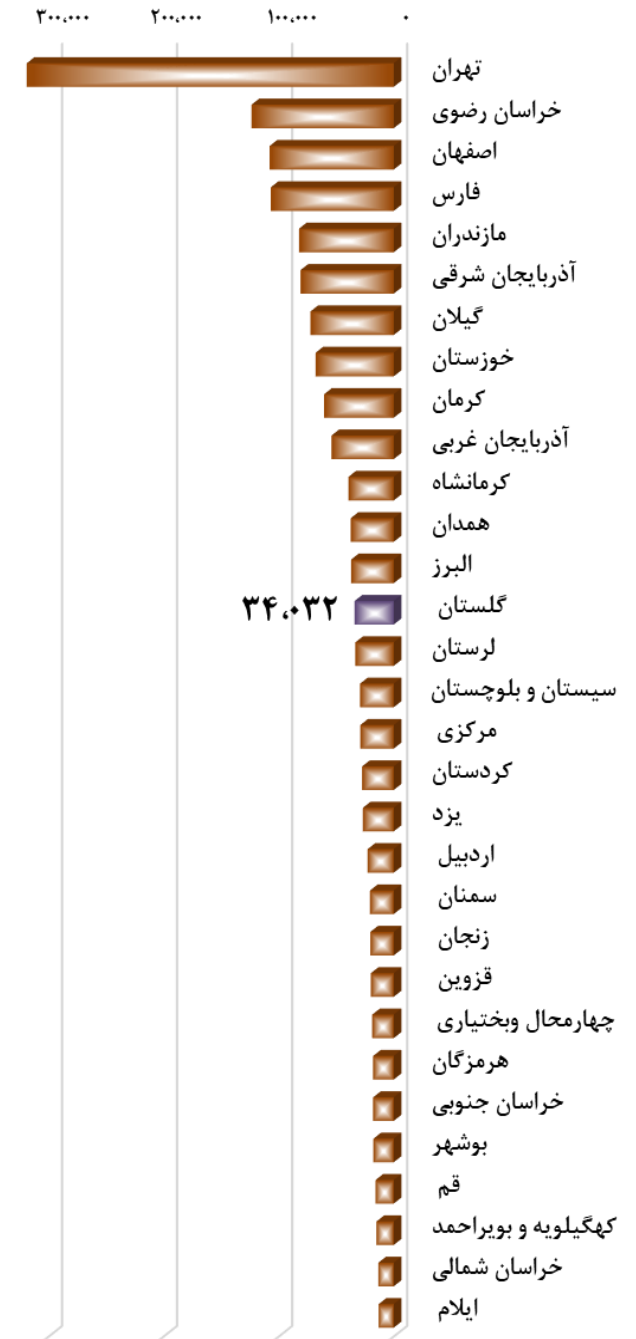 ۳۰۰،۰۰۰ ۲۰۰،۰۰۰ ۱۰۰،۰۰۰ ۰
تهران
خراسان رضوی
اصفهان
فارس
مازندران
آذربایجان شرقی
گیلان
خوزستان
کرمان
آذربایجان غربی
کرمانشاه
همدان
البرز
گلستان ۳۴،۰۳۲
لرستان
سیستان و بلوچستان
مرکزی
کردستان
یزد
اردبیل
سمنان
زنجان
قزوین
چهارمحال وبختیاری
هرمزگان
خراسان جنوبی
بوشهر
قم
کهگیلویه و بویراحمد
خراسان شمالی
ایلام